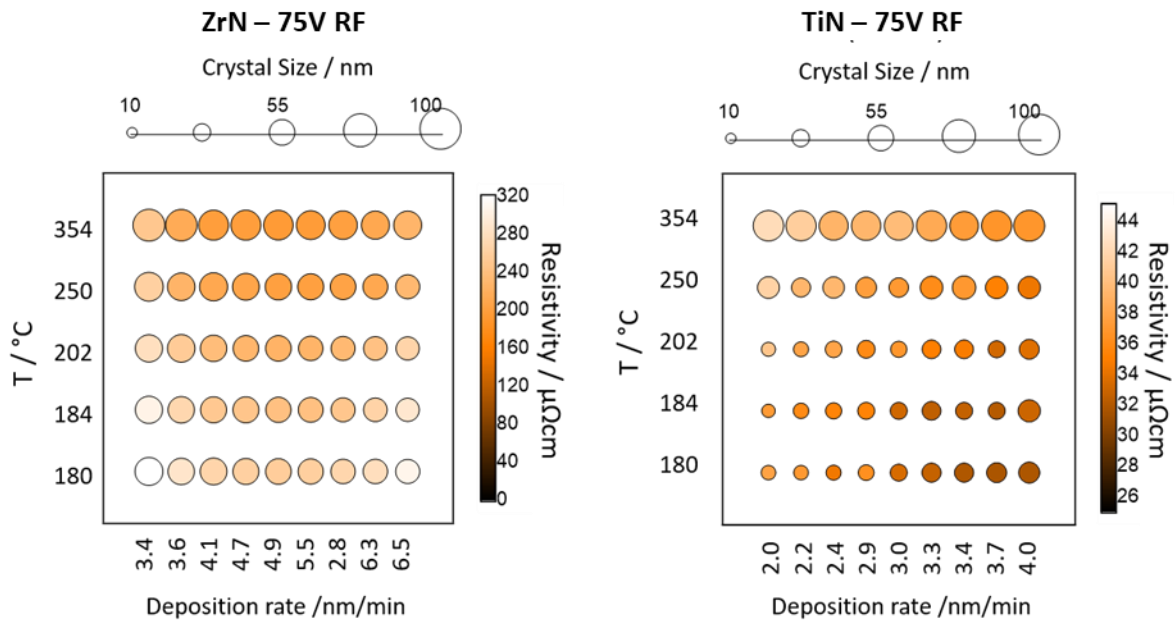 ZrN – 75V RF
Crystal Size / nm
10 55 100
T / °C
354
250
202
184
180
3.4 3.6 4.1 4.7 4.9 5.5 2.8 6.3 6.5
Deposition rate /nm/min
320
280
240
200
160
120
80
40
0
Resistivity / μΩcm
TiN – 75V RF
Crystal Size / nm
10 55 100
T / °C
354
250
202
184
180
2.0 2.2 2.4 2.9 3.0 3.3 3.4 3.7 4.0
Deposition rate /nm/min
44
42
40
38
36
34
32
30
28
26
Resistivity / μΩcm